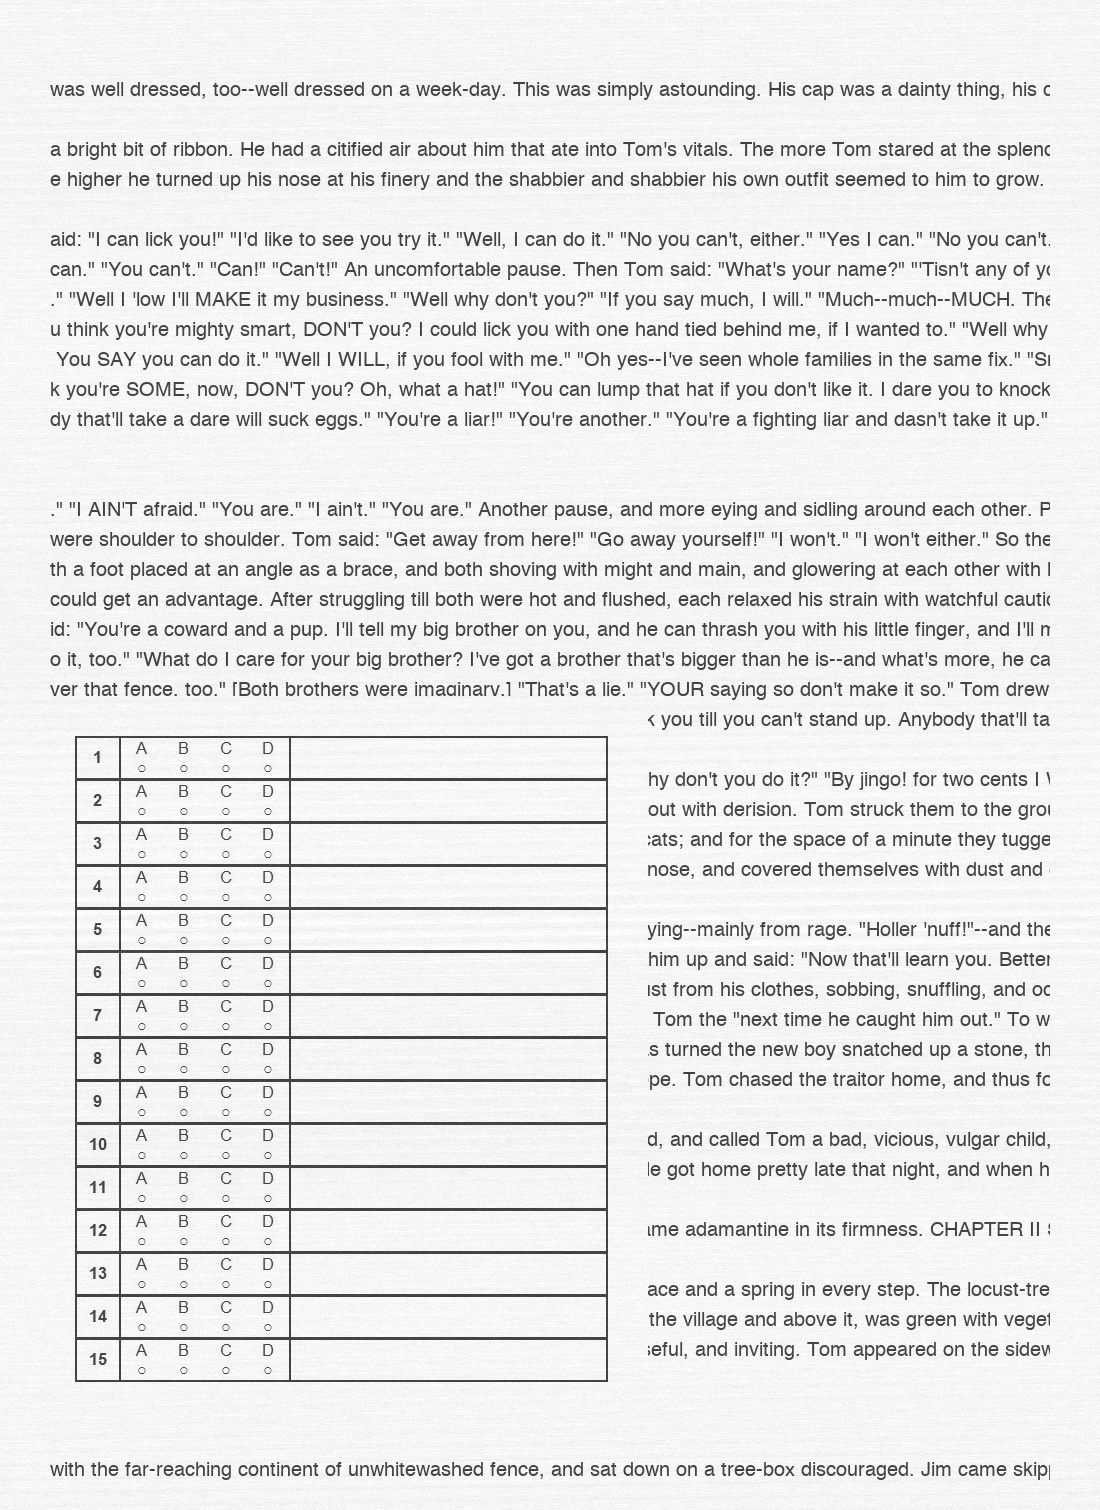 was well dressed, too--well dressed on a week-day. This was simply astounding. His cap was a dainty thing, his
a bright bit of ribbon. He had a citified air about him that ate into Tom's vitals. The more Tom stared at the
e higher he turned up his nose at his finery and the shabbier and shabbier his own outfit seemed to him to grow.
aid: "I can lick you!" "I'd like to see you try it." "Well, I can do it." "No you can't, either." "Yes I can." "No you can't.
can." "You can't." "Can!" "Can't!" An uncomfortable pause. Then Tom said: "What's your name?" "'Tisn't any of
." "Well I 'low I'll MAKE it my business." "Well why don't you?" "If you say much, I will." "Much--much--MUCH. The
u think you're mighty smart, DON'T you? I could lick you with one hand tied behind me, if I wanted to." "Well why
You SAY you can do it." "Well I WILL, if you fool with me." "Oh yes--I've seen whole families in the same fix."
k you're SOME, now, DON'T you? Oh, what a hat!" "You can lump that hat if you don't like it. I dare you to knock
dy that'll take a dare will suck eggs." "You're a liar!" "You're another." "You're a fighting liar and dasn't take it up."
." "I AIN'T afraid." "You are." "I ain't." "You are." Another pause, and more eying and sidling around each other. P
were shoulder to shoulder. Tom said: "Get away from here!" "Go away yourself!" "I won't." "I won't either." So the
th a foot placed at an angle as a brace, and both shoving with might and main, and glowering at each other with
could get an advantage. After struggling till both were hot and flushed, each relaxed his strain with watchful
id: "You're a coward and a pup. I'll tell my big brother on you, and he can thrash you with his little finger, and I'll
o it, too." "What do I care for your big brother? I've got a brother that's bigger than he is--and what's more, he ca
ver that fence, too." [Both brothers were imaginary.] "That's a lie." "YOUR saying so don't make it so." Tom drew
you till you can't stand up. Anybody that'll ta
hy don't you do it?" "By jingo! for two cents I
out with derision. Tom struck them to the
cats; and for the space of a minute they tugge
nose, and covered themselves with dust and
ying--mainly from rage. "Holler 'nuff!"--and the
him up and said: "Now that'll learn you. Better
ust from his clothes, sobbing, snuffling, and oc
Tom the "next time he caught him out." To w
as turned the new boy snatched up a stone, th
pe. Tom chased the traitor home, and thus fo
d, and called Tom a bad, vicious, vulgar child,
le got home pretty late that night, and when h
ame adamantine in its firmness. CHAPTER II
ace and a spring in every step. The locust-tre
the village and above it, was green with veget
seful, and inviting. Tom appeared on the sidew
1 A B C D
2 A B C D
3 A B C D
4 A B C D
5 A B C D
6 A B C D
7 A B C D
8 A B C D
9 A B C D
10 A B C D
11 A B C D
12 A B C D
13 A B C D
14 A B C D
15 A B C D
with the far-reaching continent of unwhitewashed fence, and sat down on a tree-box discouraged. Jim came